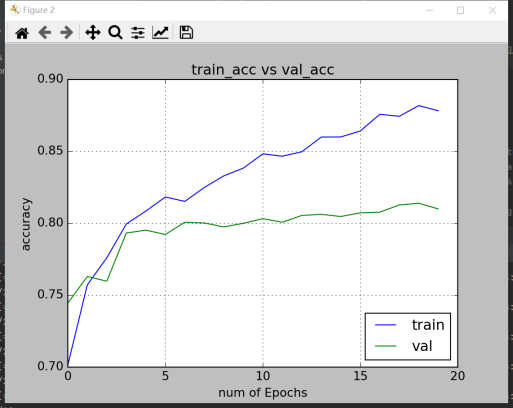 Figure 2
train_acc vs val_acc
0.90
0.85
0.80
0.75
0.70
accuracy
0 5 10 15 20
num of Epochs
train
val